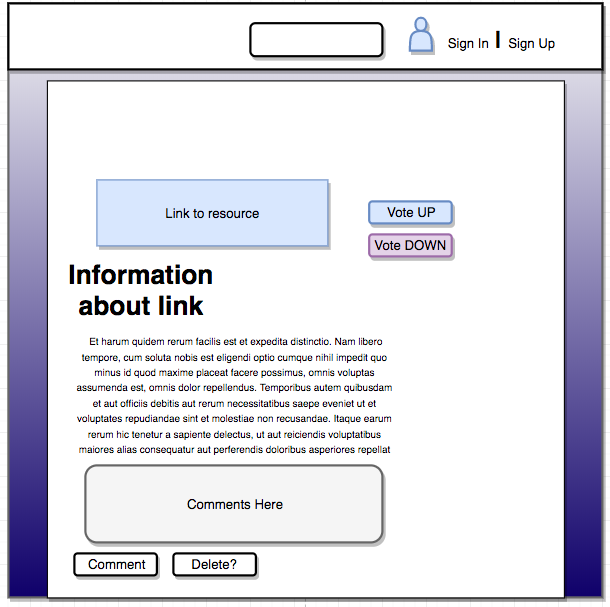 Sign In | Sign Up
Link to resource
Vote UP
Vote DOWN
Information
about link
Et harum quidem rerum facilis est et expedita distinctio. Nam libero
tempore, cum soluta nobis est eligendi optio cumque nihil impedit quo
minus id quod maxime placeat facere possimus, omnis voluptas
assumenda est, omnis dolor repellendus. Temporibus autem quibusdam
et aut officiis debitis aut rerum necessitatibus saepe eveniet ut et
voluptates repudiandae sint et molestiae non recusandae. Itaque earum
rerum hic tenetur a sapiente delectus, ut aut reiciendis voluptatibus
maiores alias consequatur aut perferendis doloribus asperiores repellat
Comments Here
Comment
Delete?